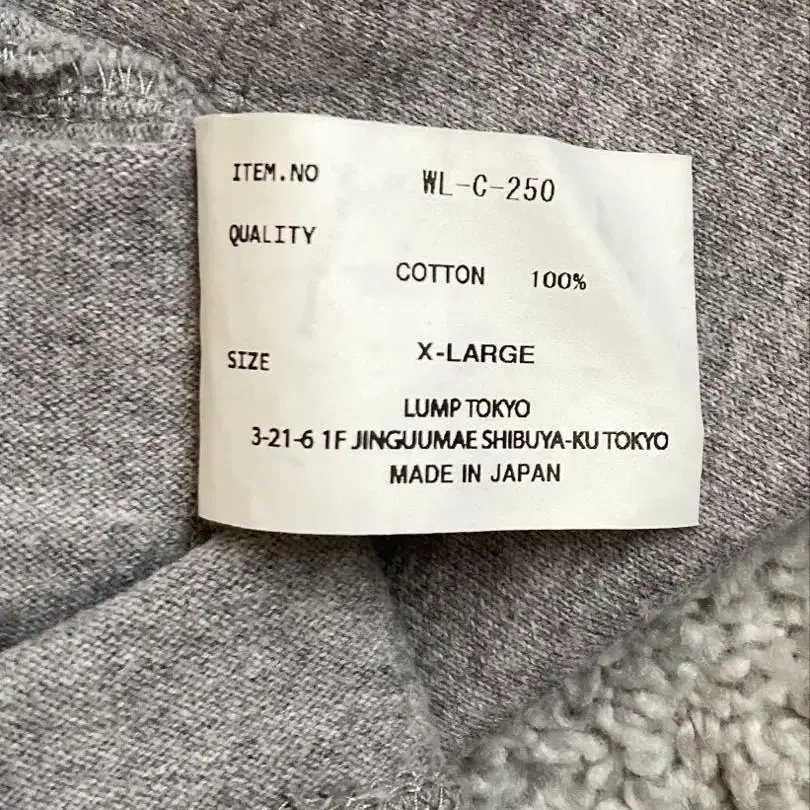 ITEM.NO WL-C-250
QUALITY
COTTON 100%
SIZE X-LARGE
LUMP TOKYO
3-21-6 1F JINGUUMAE SHIBUYA-KU TOKYO
MADE IN JAPAN